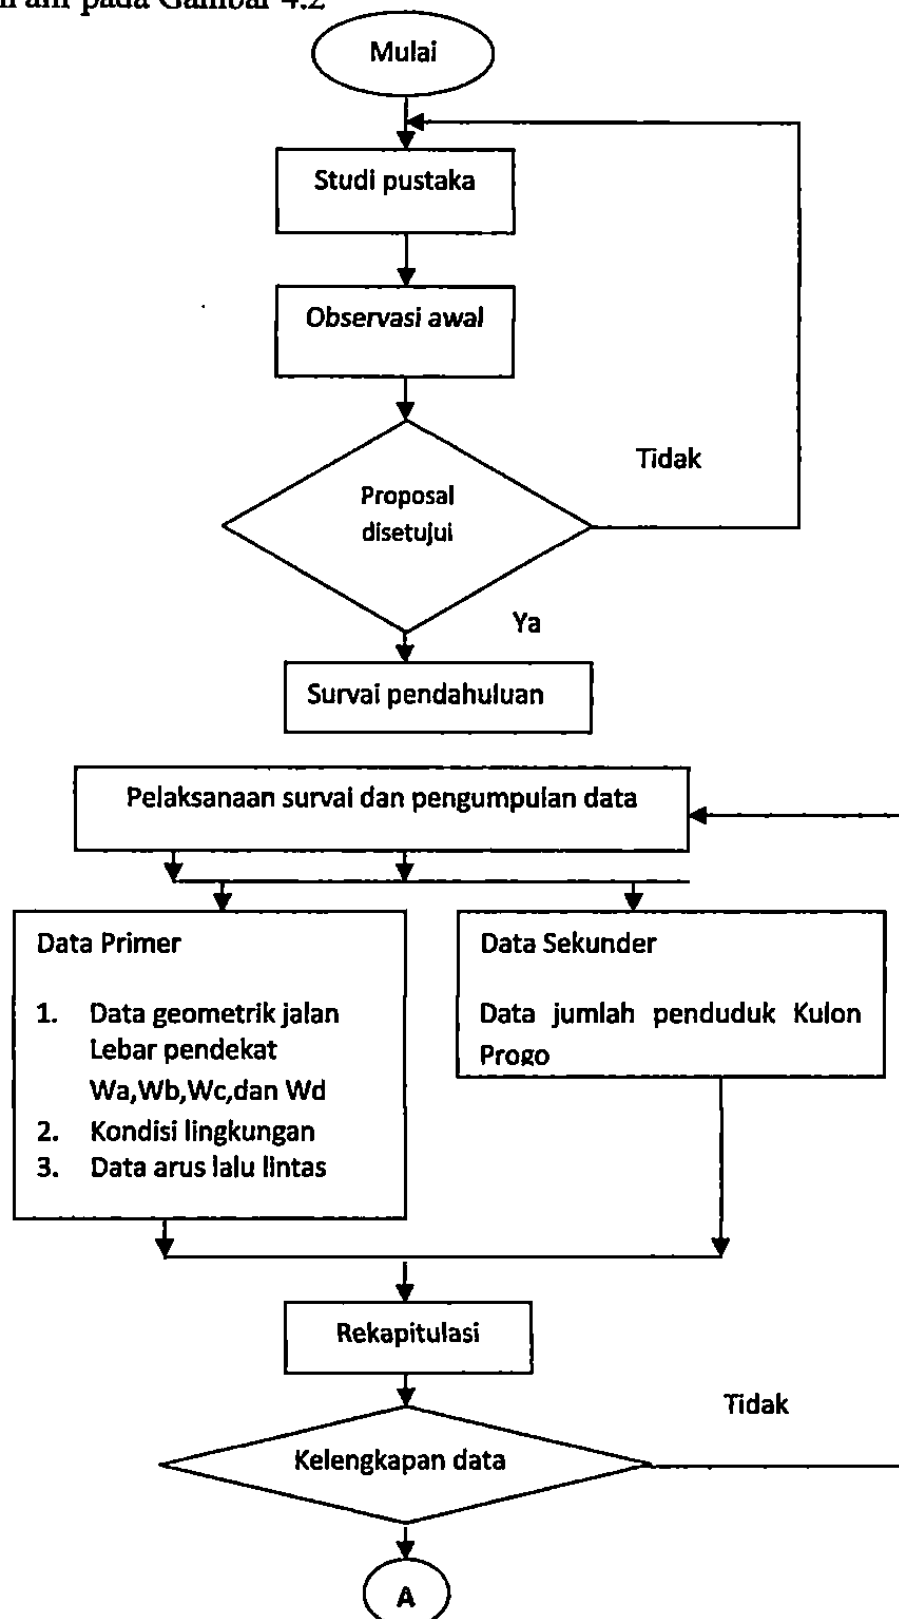 alir pada Gambar 4.2
Mulai
Studi pustaka
Observasi awal
Tidak
Proposal
disetujui
Ya
Survai pendahuluan
Pelaksanaan survai dan pengumpulan data
Data Primer
1. Data geometrik jalan
Lebar pendekat
Wa,Wb,Wc,dan Wd
2. Kondisi lingkungan
3. Data arus lalu lintas
Data Sekunder
Data jumlah penduduk Kulon
Progo
Rekapitulasi
Tidak
Kelengkapan data
A